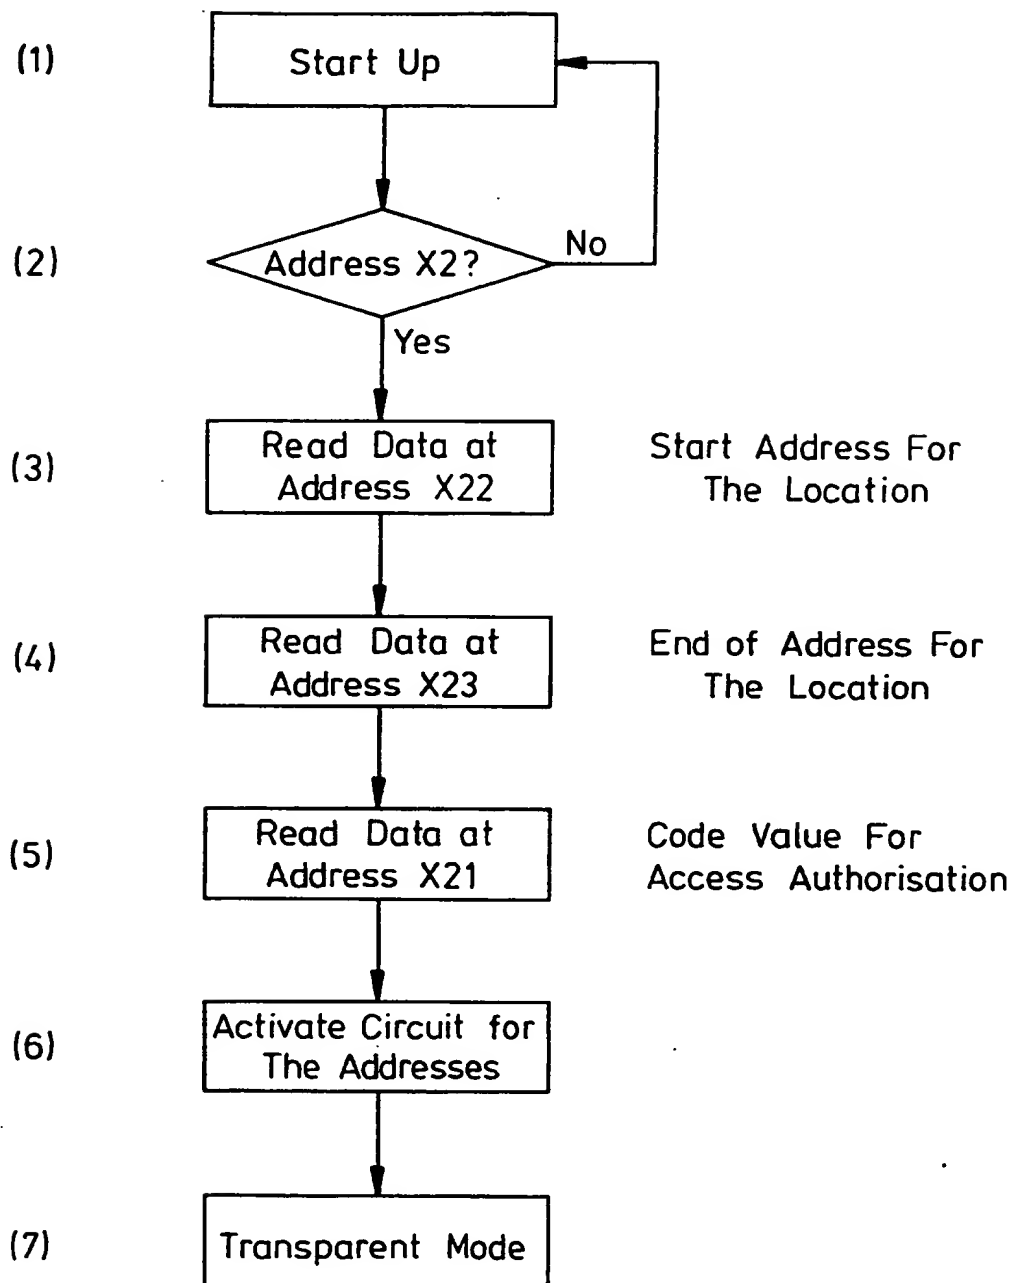 (1)
Start Up
(2)
Address X2?
No
Yes
(3)
Read Data at
Address X22
Start Address For
The Location
(4)
Read Data at
Address X23
End of Address For
The Location
(5)
Read Data at
Address X21
Code Value For
Access Authorisation
(6)
Activate Circuit for
The Addresses
(7)
Transparent Mode